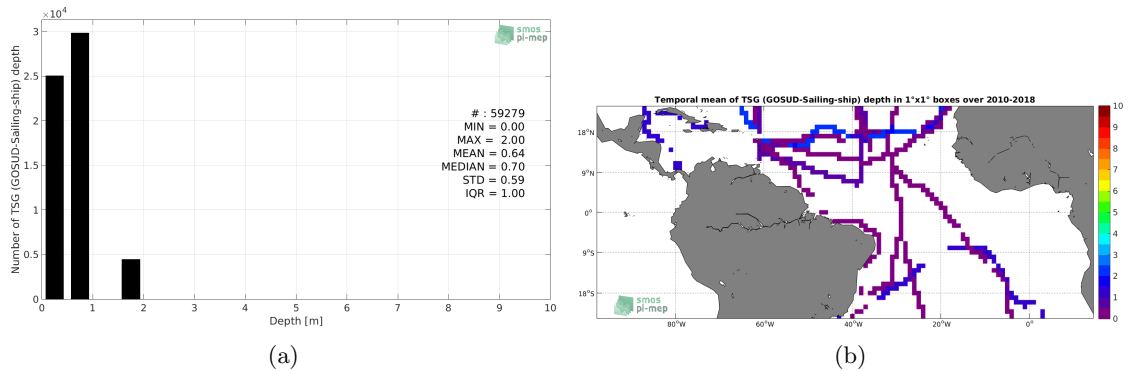 ×10⁴
3
2.5
2
1.5
1
0.5
0
Number of TSG (GOSUD-Sailing-ship) depth
smos
pi-mep
# : 59279
MIN = 0.00
MAX = 2.00
MEAN = 0.64
MEDIAN = 0.70
STD = 0.59
IQR = 1.00
0 1 2 3 4 5 6 7 8 9 10
Depth [m]
(a)
Temporal mean of TSG (GOSUD-Sailing-ship) depth in 1°x1° boxes over 2010-2018
18°N
9°N
0°
9°S
18°S
80°W 60°W 40°W 20°W 0°
smos
pi-mep
10
9
8
7
6
5
4
3
2
1
0
(b)